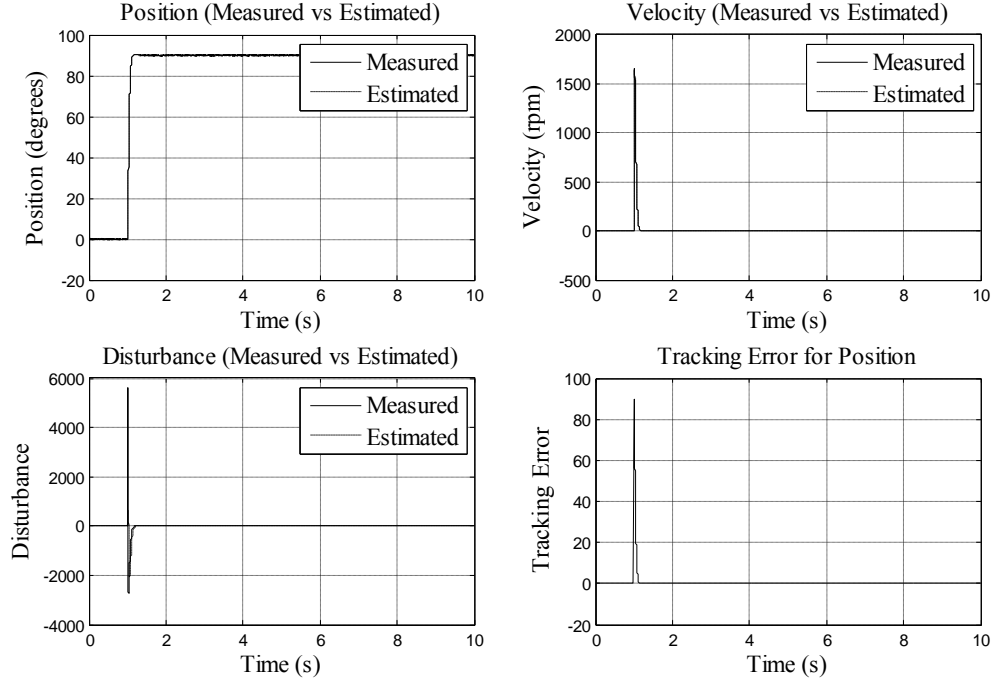 Position (Measured vs Estimated)
100
80
60
40
20
0
-20
Position (degrees)
Measured
Estimated
0 2 4 6 8 10
Time (s)
Velocity (Measured vs Estimated)
2000
1500
1000
500
0
-500
Velocity (rpm)
Measured
Estimated
0 2 4 6 8 10
Time (s)
Disturbance (Measured vs Estimated)
6000
4000
2000
0
-2000
-4000
Disturbance
Measured
Estimated
0 2 4 6 8 10
Time (s)
Tracking Error for Position
100
80
60
40
20
0
-20
Tracking Error
0 2 4 6 8 10
Time (s)